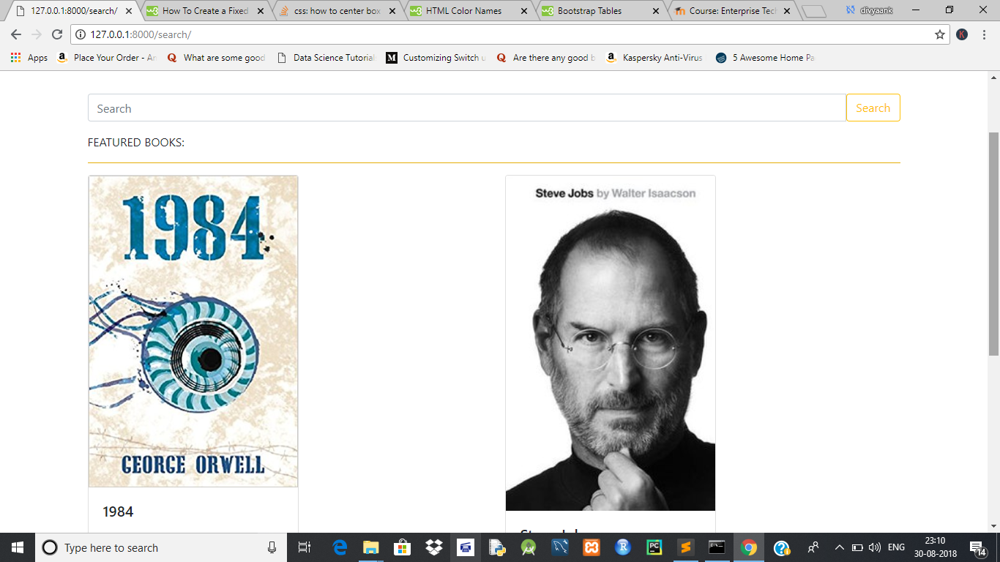 127.0.0.1:8000/search/
How To Create a Fixed
css: how to center box
HTML Color Names
Bootstrap Tables
Course: Enterprise Tech
divyaank
127.0.0.1:8000/search/
Apps
Place Your Order - Am
What are some good
Data Science Tutorial
Customizing Switch u
Are there any good b
Kaspersky Anti-Virus
5 Awesome Home Pa
Search
Search
FEATURED BOOKS:
1984
GEORGE ORWELL
1984
Steve Jobs by Walter Isaacson
Steve Jobs
Type here to search
ENG
23:10
30-08-2018
14